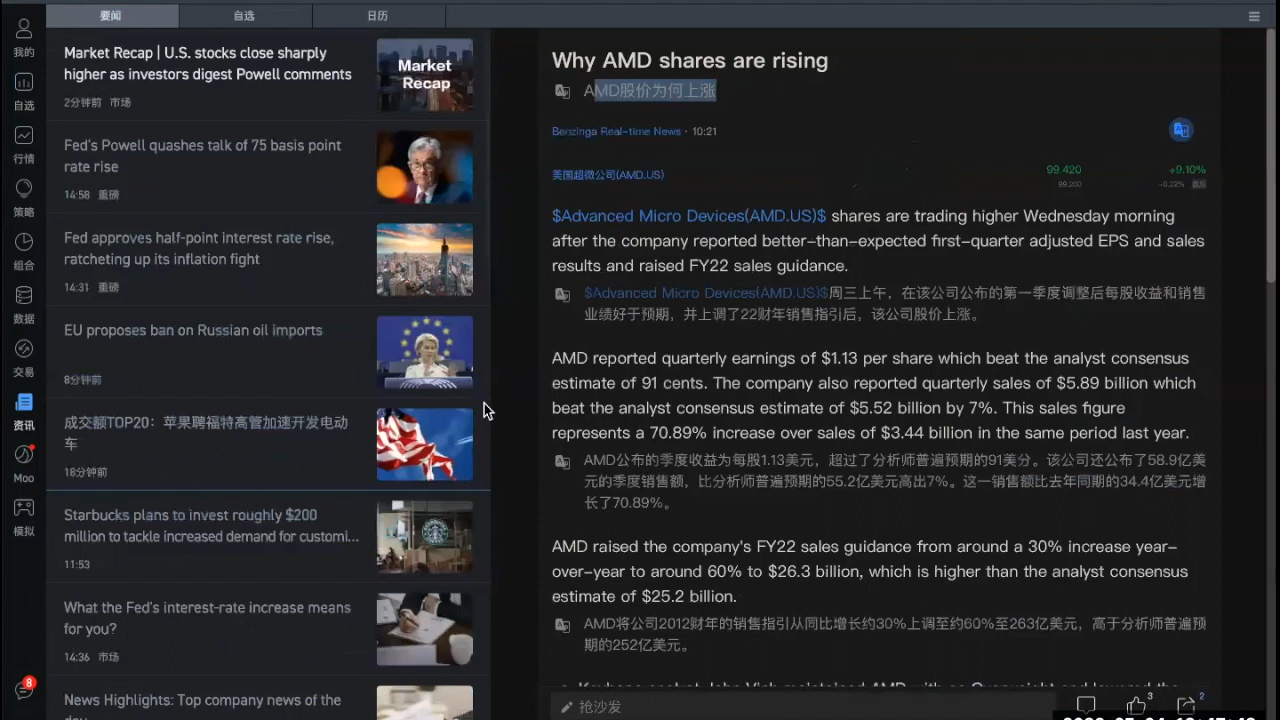 要闻
自选
日历
我的
自选
行情
策略
组合
数据
交易
资讯
Moo
模拟
8
Market Recap | U.S. stocks close sharply
higher as investors digest Powell comments
2分钟前 市场
Market
Recap
Fed's Powell quashes talk of 75 basis point
rate rise
14:58 重磅
Fed approves half-point interest rate rise,
ratcheting up its inflation fight
14:31 重磅
EU proposes ban on Russian oil imports
8分钟前
成交额TOP20：苹果聘福特高管加速开发电动
车
18分钟前
Starbucks plans to invest roughly $200
million to tackle increased demand for customi...
11:53
What the Fed's interest-rate increase means
for you?
14:36 市场
News Highlights: Top company news of the
Why AMD shares are rising
AMD股价为何上涨
Benzinga Real-time News · 10:21
美国超微公司(AMD.US)
99.420
+9.10%
99.200
-0.22%
$Advanced Micro Devices(AMD.US)$ shares are trading higher Wednesday morning
after the company reported better-than-expected first-quarter adjusted EPS and sales
results and raised FY22 sales guidance.
$Advanced Micro Devices(AMD.US)$周三上午，在该公司公布的第一季度调整后每股收益和销售
业绩好于预期，并上调了22财年销售指引后，该公司股价上涨。
AMD reported quarterly earnings of $1.13 per share which beat the analyst consensus
estimate of 91 cents. The company also reported quarterly sales of $5.89 billion which
beat the analyst consensus estimate of $5.52 billion by 7%. This sales figure
represents a 70.89% increase over sales of $3.44 billion in the same period last year.
AMD公布的季度收益为每股1.13美元，超过了分析师普遍预期的91美分。该公司还公布了58.9亿美
元的季度销售额，比分析师普遍预期的55.2亿美元高出7%。这一销售额比去年同期的34.4亿美元增
长了70.89%。
AMD raised the company's FY22 sales guidance from around a 30% increase year-
over-year to around 60% to $26.3 billion, which is higher than the analyst consensus
estimate of $25.2 billion.
AMD将公司2012财年的销售指引从同比增长约30%上调至约60%至263亿美元，高于分析师普遍预
期的252亿美元。
抢沙发
3
2